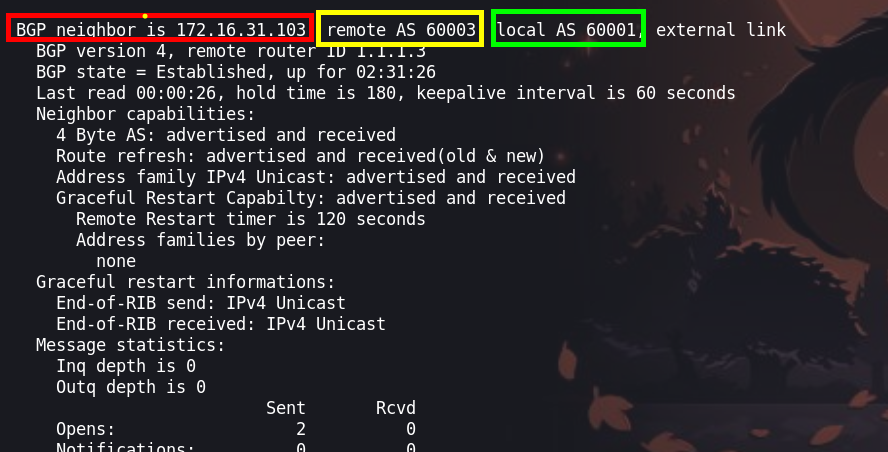 BGP neighbor is 172.16.31.103, remote AS 60003, local AS 60001, external link
BGP version 4, remote router ID 1.1.1.3
BGP state = Established, up for 02:31:26
Last read 00:00:26, hold time is 180, keepalive interval is 60 seconds
Neighbor capabilities:
4 Byte AS: advertised and received
Route refresh: advertised and received(old & new)
Address family IPv4 Unicast: advertised and received
Graceful Restart Capabilty: advertised and received
Remote Restart timer is 120 seconds
Address families by peer:
none
Graceful restart informations:
End-of-RIB send: IPv4 Unicast
End-of-RIB received: IPv4 Unicast
Message statistics:
Inq depth is 0
Outq depth is 0
Sent Rcvd
Opens: 2 0
Notifications: 0 0